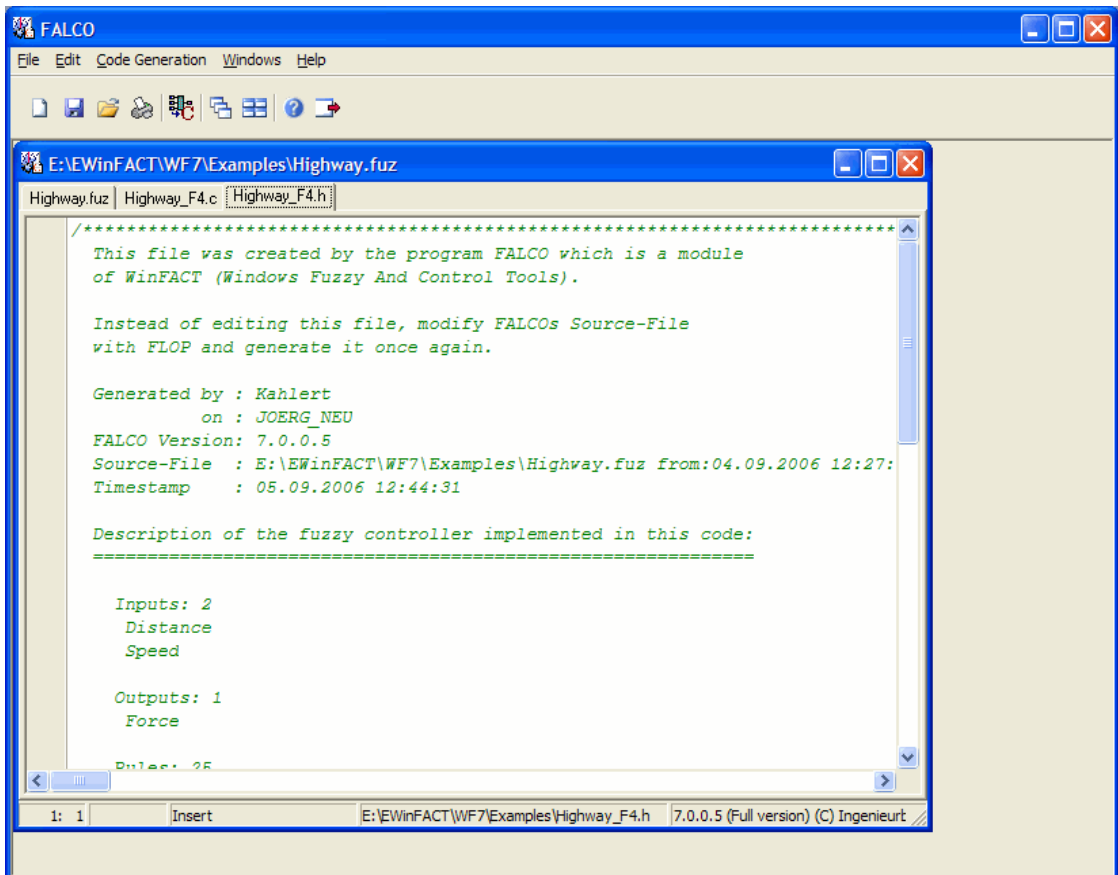 FALCO
File Edit Code Generation Windows Help
E:\EWinFACT\WF7\Examples\Highway.fuz
Highway.fuz Highway_F4.c Highway_F4.h
/***************************************************************************
This file was created by the program FALCO which is a module
of WinFACT (Windows Fuzzy And Control Tools).
Instead of editing this file, modify FALCOs Source-File
with FLOP and generate it once again.
Generated by : Kahlert
on : JOERG_NEU
FALCO Version: 7.0.0.5
Source-File : E:\EWinFACT\WF7\Examples\Highway.fuz from:04.09.2006 12:27:
Timestamp : 05.09.2006 12:44:31
Description of the fuzzy controller implemented in this code:
=============================================================
Inputs: 2
Distance
Speed
Outputs: 1
Force
Rules: 25
1: 1 Insert E:\EWinFACT\WF7\Examples\Highway_F4.h 7.0.0.5 (Full version) (C) Ingenieurb